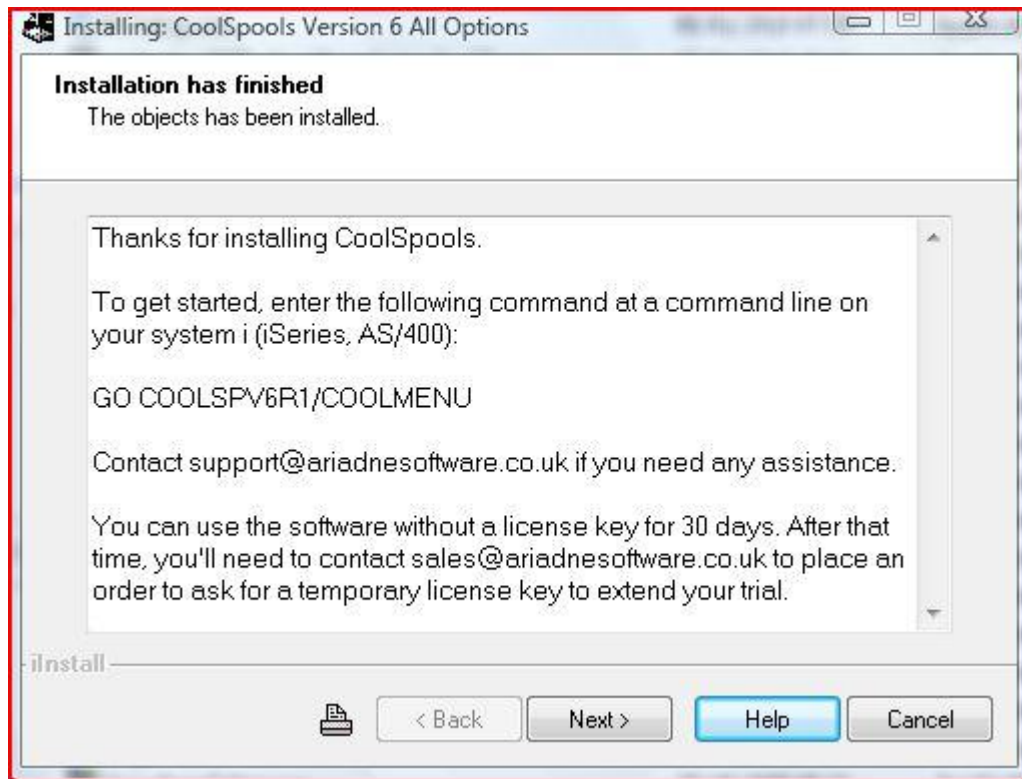 Installing: CoolSpools Version 6 All Options
Installation has finished
The objects has been installed.
Thanks for installing CoolSpools.
To get started, enter the following command at a command line on
your system i (iSeries, AS/400):
GO COOLSPV6R1/COOLMENU
Contact support@ariadnesoftware.co.uk if you need any assistance.
You can use the software without a license key for 30 days. After that
time, you'll need to contact sales@ariadnesoftware.co.uk to place an
order to ask for a temporary license key to extend your trial.
iInstall
< Back Next > Help Cancel